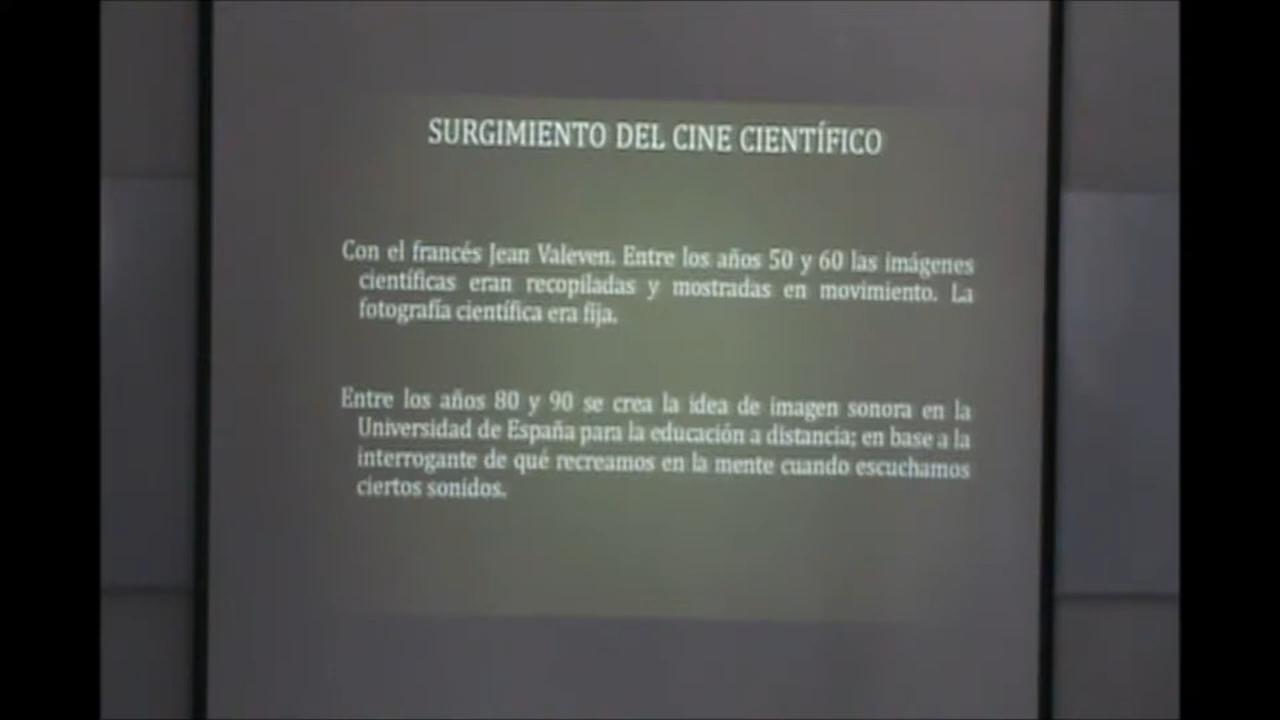 SURGIMIENTO DEL CINE CIENTÍFICO
Con el francés Jean Valeven. Entre los años 50 y 60 las imágenes
científicas eran recopiladas y mostradas en movimiento. La
fotografía científica era fija.
Entre los años 80 y 90 se crea la idea de imagen sonora en la
Universidad de España para la educación a distancia; en base a la
interrogante de qué recreamos en la mente cuando escuchamos
ciertos sonidos.